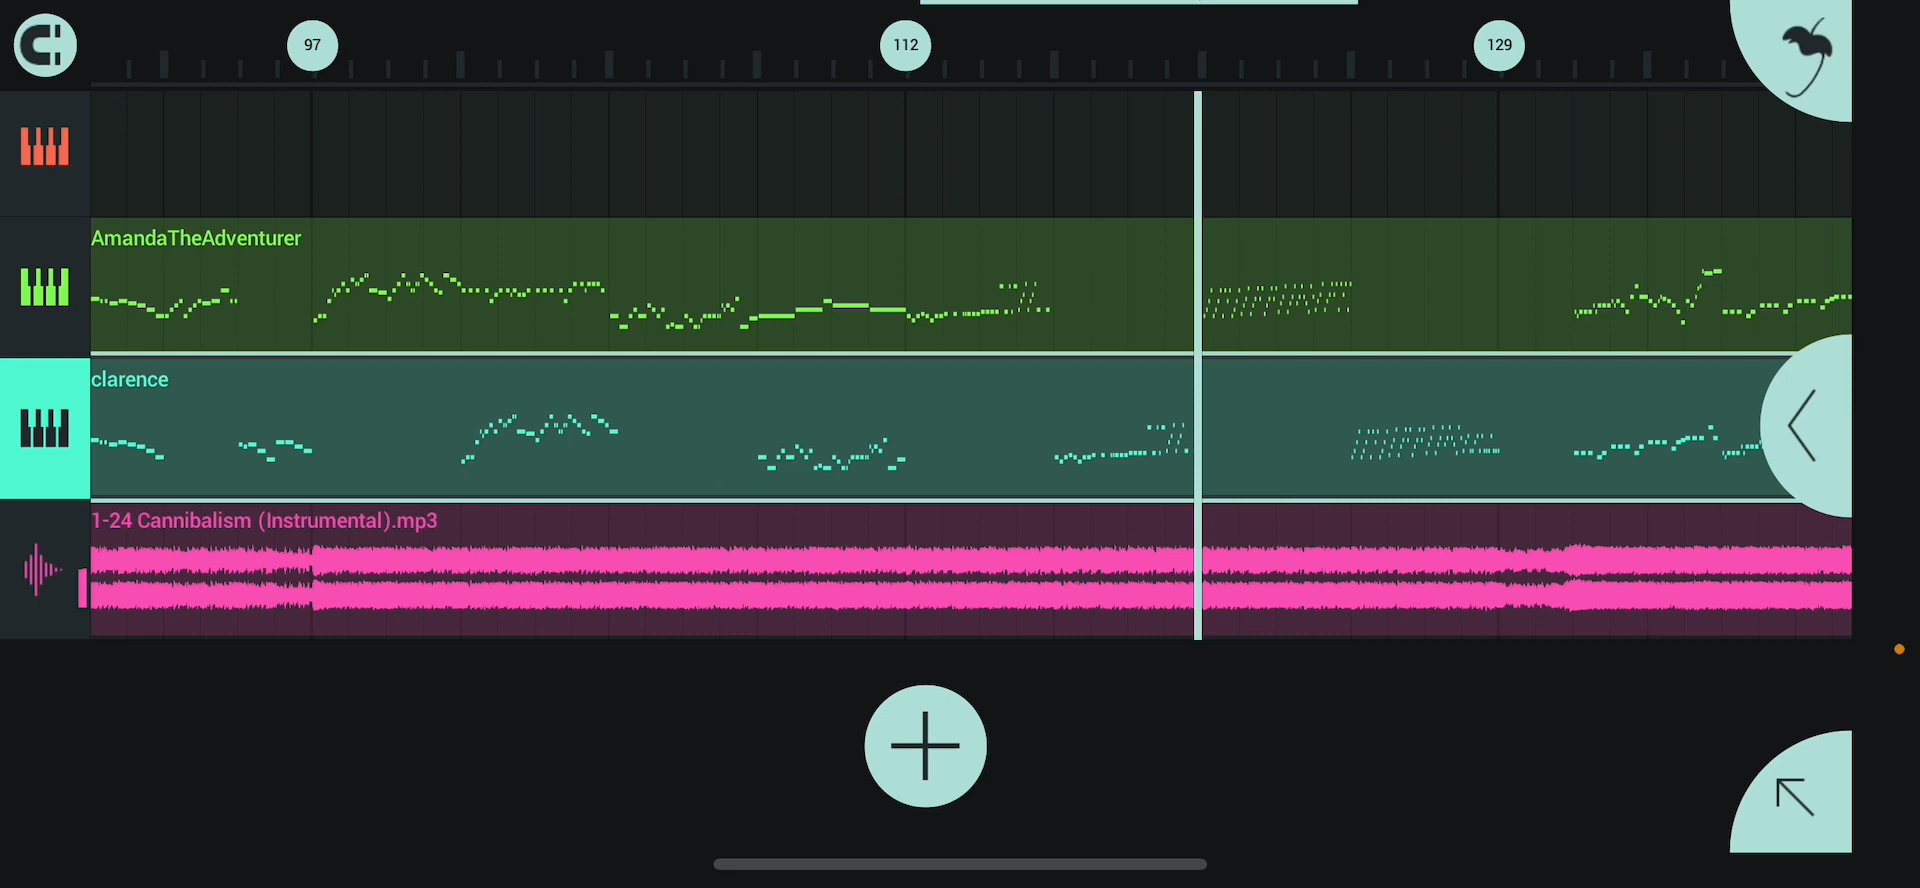 97
112
129
AmandaTheAdventurer
clarence
1-24 Cannibalism (Instrumental).mp3